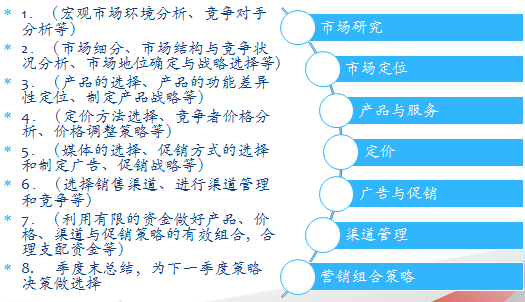 * 1. （宏观市场环境分析、竞争对手
分析等）
* 2. （市场细分、市场结构与竞争状
况分析、市场地位确定与战略选择等）
* 3. （产品的选择、产品的功能差异
性定位、制定产品战略等）
* 4. （定价方法选择、竞争者价格分
析、价格调整策略等）
* 5. （媒体的选择、促销方式的选择
和制定广告、促销战略等）
* 6. （选择销售渠道、进行渠道管理
和竞争等）
* 7. （利用有限的资金做好产品、价
格、渠道与促销策略的有效组合，合
理支配资金等）
* 8. 季度末总结，为下一季度策略
决策做选择
市场研究
市场定位
产品与服务
定价
广告与促销
渠道管理
营销组合策略